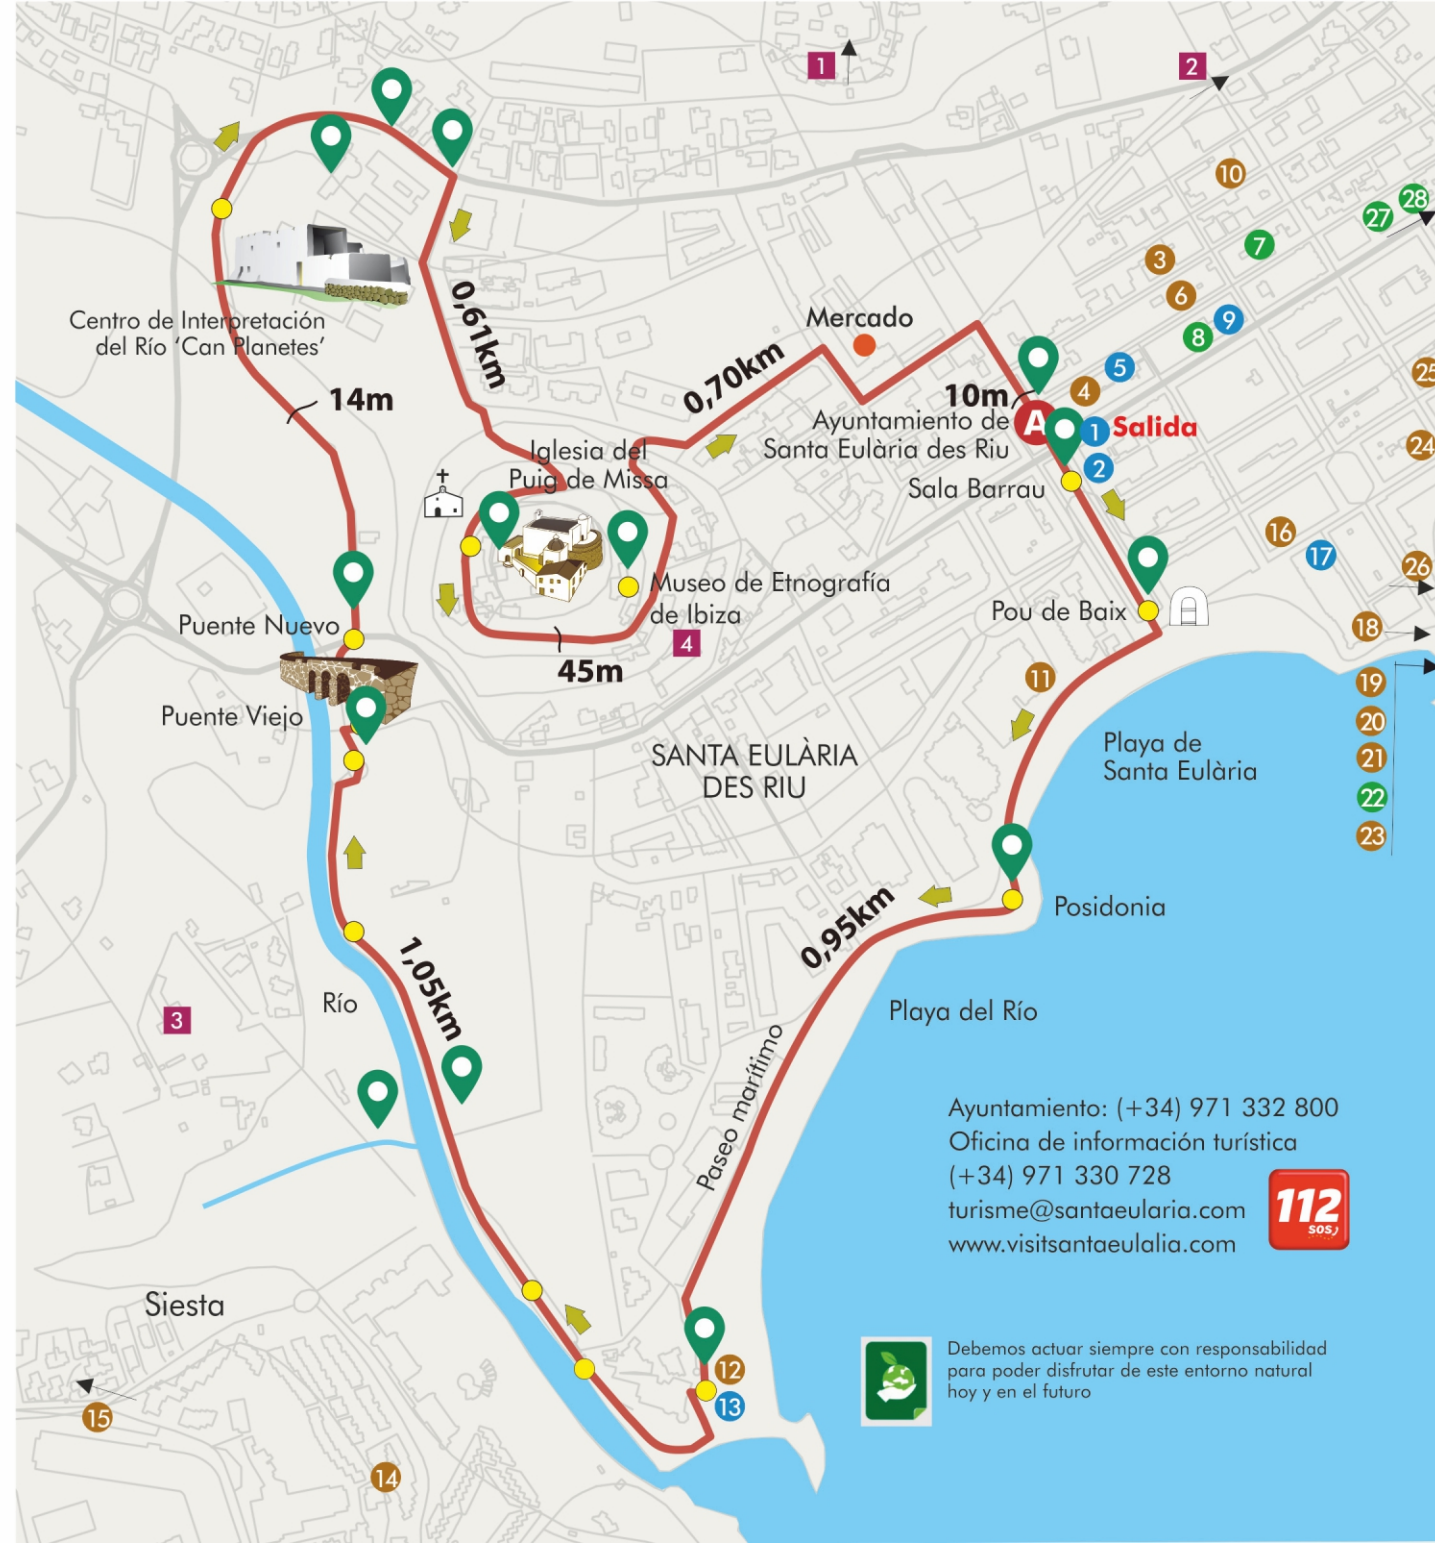 1
2
10
28
27
7
3
6
9
8
Centro de Interpretación
del Río ‘Can Planetes’
0,61km
Mercado
14m
0,70km
10m
5
4
25
Ayuntamiento de
Santa Eulària des Riu
A
1
Salida
2
24
Iglesia del
Puig de Missa
Sala Barrau
16
17
26
Museo de Etnografía
de Ibiza
4
Pou de Baix
Puente Nuevo
18
45m
11
19
20
21
22
23
Puente Viejo
SANTA EULÀRIA
DES RIU
Playa de
Santa Eulària
0,95km
Posidonia
1,05km
Río
3
Playa del Río
Paseo marítimo
Ayuntamiento: (+34) 971 332 800
Oficina de información turística
(+34) 971 330 728
turisme@santaeularia.com
www.visitsantaeulalia.com
112
SOS
Siesta
Debemos actuar siempre con responsabilidad
para poder disfrutar de este entorno natural
hoy y en el futuro
12
13
15
14